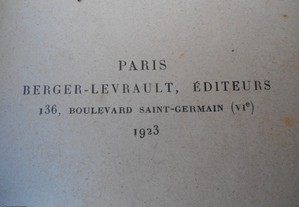 PARIS
BERGER-LEVRAULT, ÉDITEURS
136, BOULEVARD SAINT-GERMAIN (VIe)
1923